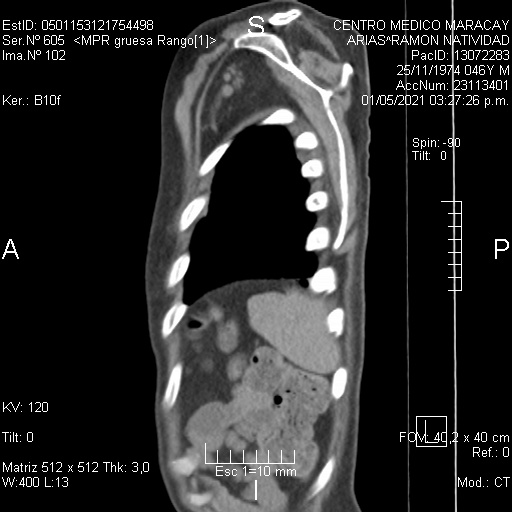 EstID: 0501153121754498
Ser.Nº 605 <MPR gruesa Rango[1]>
Ima.Nº 102
Ker.: B10f
S
CENTRO MEDICO MARACAY
ARIAS^RAMON NATIVIDAD
PacID: 13072283
25/11/1974 046Y M
AccNum: 23113401
01/05/2021 03:27:26 p.m.
Spin: -90
Tilt: 0
A
P
KV: 120
Tilt: 0
Matriz 512 x 512 Thk: 3,0
W:400 L:13
Esc 1=10 mm
I
FOM: 40,2 x 40 cm
Ref.: 0
Mod.: CT